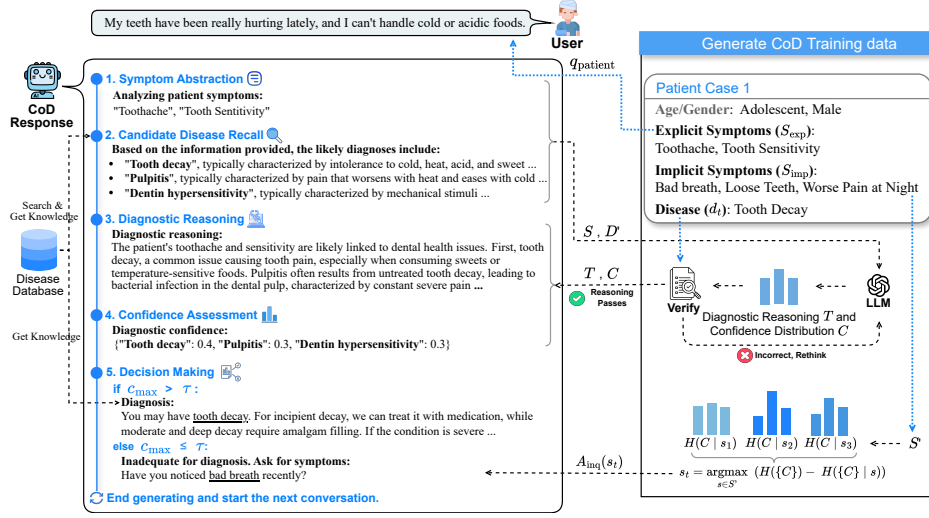 My teeth have been really hurting lately, and I can't handle cold or acidic foods.
User
q_patient
Generate CoD Training data
CoD
Response
1. Symptom Abstraction
Analyzing patient symptoms:
"Toothache", "Tooth Sentitivity"
2. Candidate Disease Recall
Based on the information provided, the likely diagnoses include:
• "Tooth decay", typically characterized by intolerance to cold, heat, acid, and sweet ...
• "Pulpitis", typically characterized by pain that worsens with heat and eases with cold ...
• "Dentin hypersensitivity", typically characterized by mechanical stimuli ...
Search &
Get Knowledge
Disease
Database
Get Knowledge
3. Diagnostic Reasoning
Diagnostic reasoning:
The patient's toothache and sensitivity are likely linked to dental health issues. First, tooth
decay, a common issue causing tooth pain, especially when consuming sweets or
temperature-sensitive foods. Pulpitis often results from untreated tooth decay, leading to
bacterial infection in the dental pulp, characterized by constant severe pain ...
4. Confidence Assessment
Diagnostic confidence:
{"Tooth decay": 0.4, "Pulpitis": 0.3, "Dentin hypersensitivity": 0.3}
5. Decision Making
if c_max > τ :
Diagnosis:
You may have tooth decay. For incipient decay, we can treat it with medication, while
moderate and deep decay require amalgam filling. If the condition is severe ...
else c_max ≤ τ:
Inadequate for diagnosis. Ask for symptoms:
Have you noticed bad breath recently?
End generating and start the next conversation.
Patient Case 1
Age/Gender: Adolescent, Male
Explicit Symptoms (S_exp):
Toothache, Tooth Sensitivity
Implicit Symptoms (S_imp):
Bad breath, Loose Teeth, Worse Pain at Night
Disease (d_t): Tooth Decay
S , D'
T , C
Reasoning
Passes
Verify
LLM
Diagnostic Reasoning T and
Confidence Distribution C
Incorrect, Rethink
H(C | s_1) H(C | s_2) H(C | s_3)
S'
A_inq(s_t)
s_t = argmax (H({C}) − H({C} | s))
s∈S'